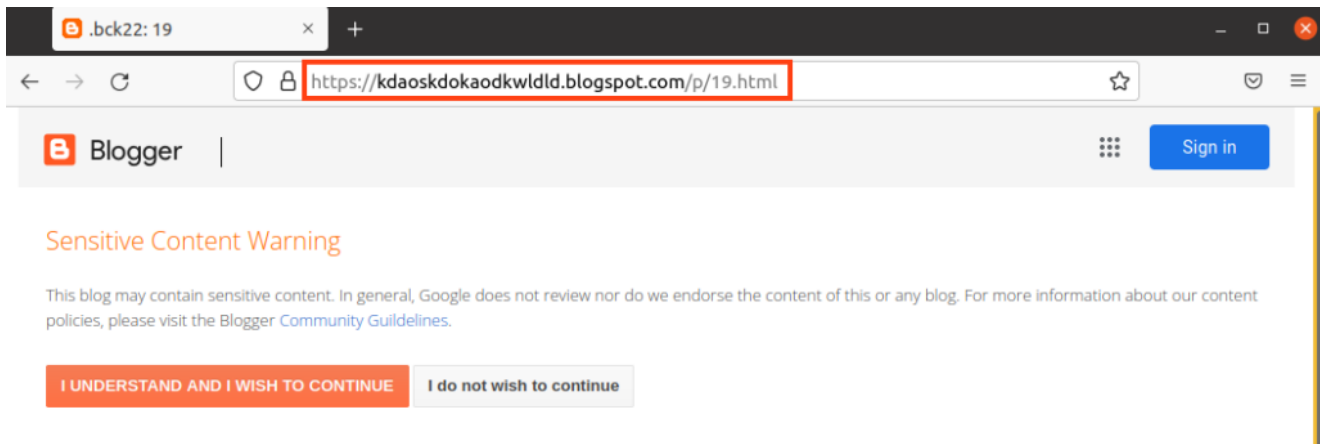 .bck22: 19
https://kdaoskdokaodkwldld.blogspot.com/p/19.html
Blogger
Sign in
Sensitive Content Warning
This blog may contain sensitive content. In general, Google does not review nor do we endorse the content of this or any blog. For more information about our content
policies, please visit the Blogger Community Guildelines.
I UNDERSTAND AND I WISH TO CONTINUE
I do not wish to continue